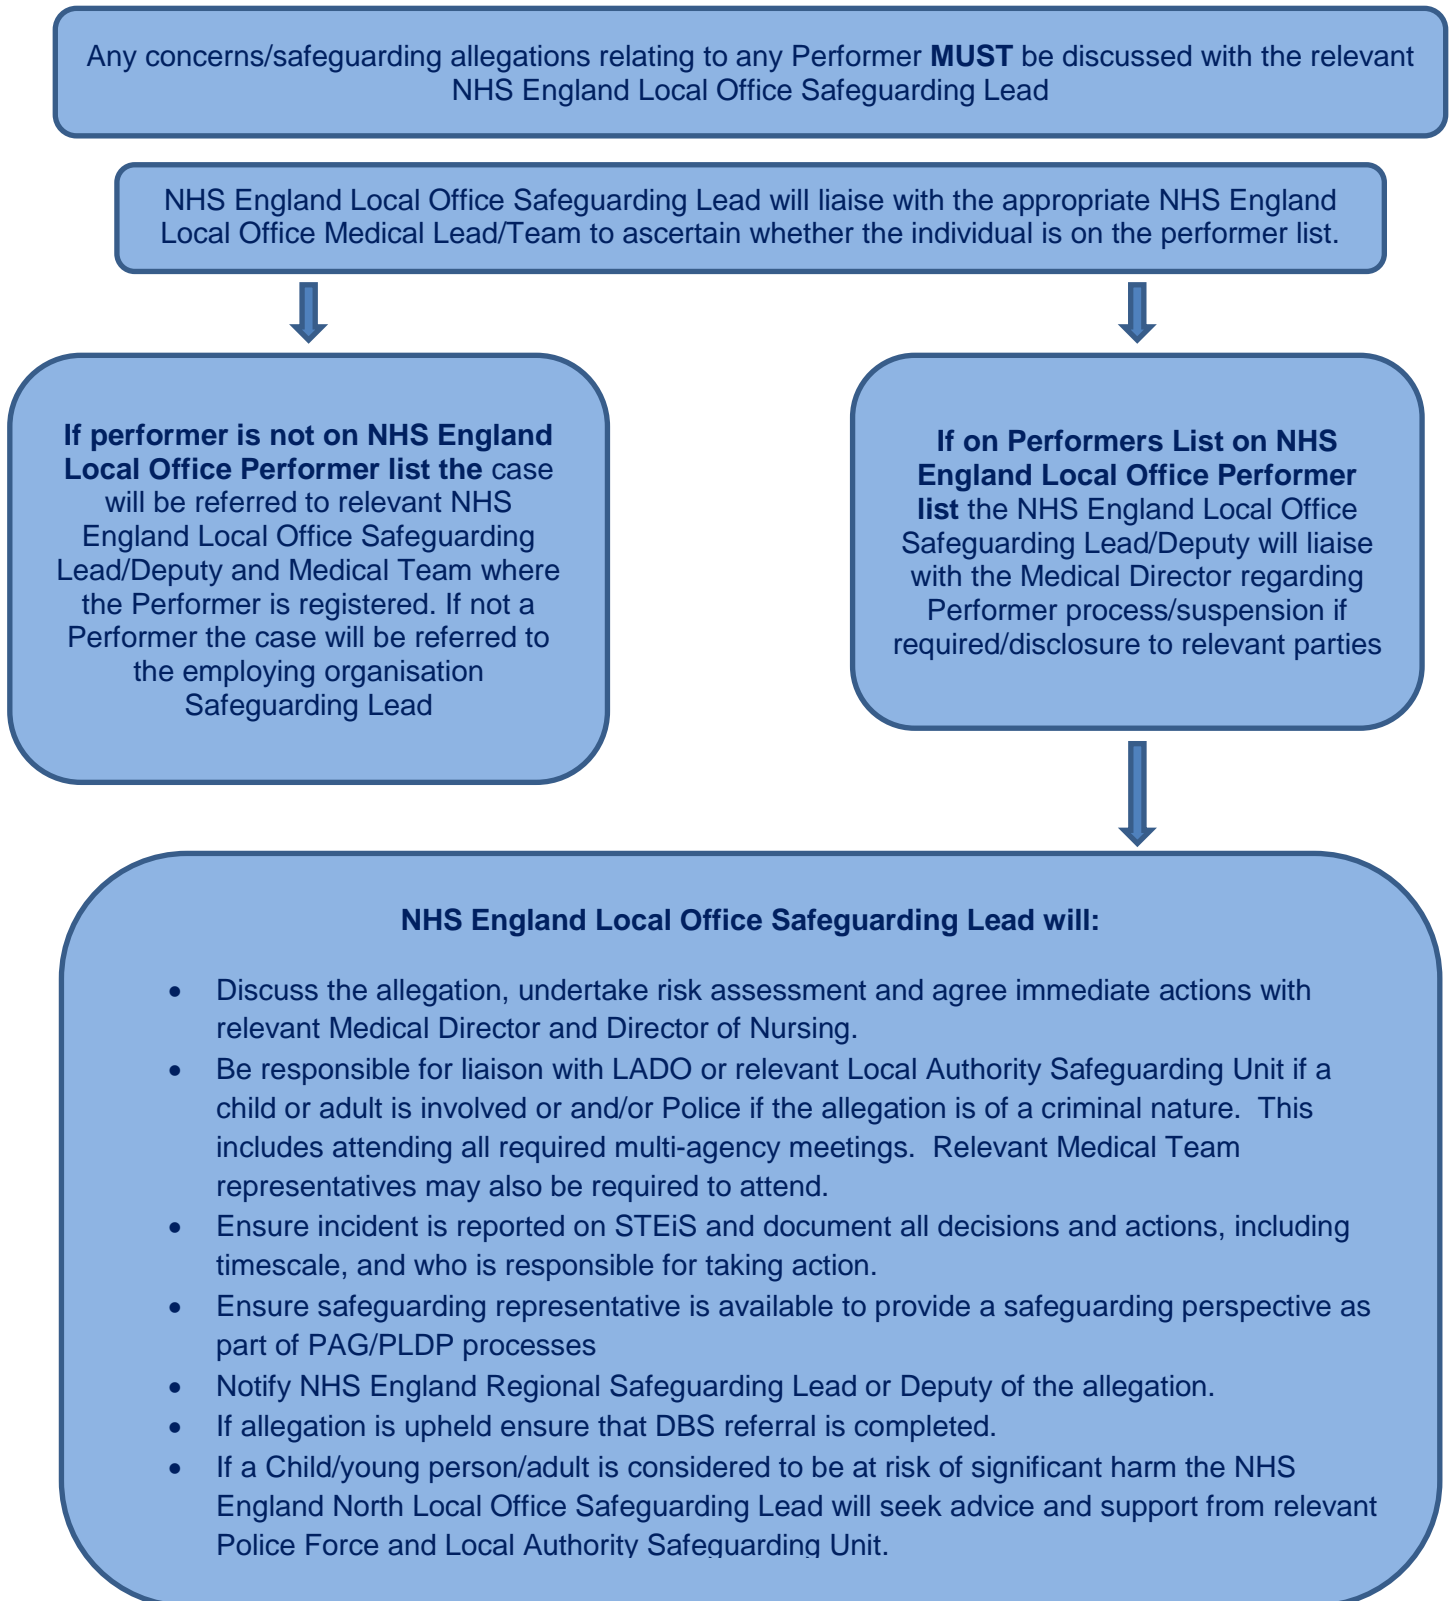 Any concerns/safeguarding allegations relating to any Performer MUST be discussed with the relevant
NHS England Local Office Safeguarding Lead
NHS England Local Office Safeguarding Lead will liaise with the appropriate NHS England
Local Office Medical Lead/Team to ascertain whether the individual is on the performer list.
If performer is not on NHS England
Local Office Performer list the case
will be referred to relevant NHS
England Local Office Safeguarding
Lead/Deputy and Medical Team where
the Performer is registered. If not a
Performer the case will be referred to
the employing organisation
Safeguarding Lead
If on Performers List on NHS
England Local Office Performer
list the NHS England Local Office
Safeguarding Lead/Deputy will liaise
with the Medical Director regarding
Performer process/suspension if
required/disclosure to relevant parties
NHS England Local Office Safeguarding Lead will:
• Discuss the allegation, undertake risk assessment and agree immediate actions with
relevant Medical Director and Director of Nursing.
• Be responsible for liaison with LADO or relevant Local Authority Safeguarding Unit if a
child or adult is involved or and/or Police if the allegation is of a criminal nature.  This
includes attending all required multi-agency meetings.  Relevant Medical Team
representatives may also be required to attend.
• Ensure incident is reported on STEiS and document all decisions and actions, including
timescale, and who is responsible for taking action.
• Ensure safeguarding representative is available to provide a safeguarding perspective as
part of PAG/PLDP processes
• Notify NHS England Regional Safeguarding Lead or Deputy of the allegation.
• If allegation is upheld ensure that DBS referral is completed.
• If a Child/young person/adult is considered to be at risk of significant harm the NHS
England North Local Office Safeguarding Lead will seek advice and support from relevant
Police Force and Local Authority Safeguarding Unit.